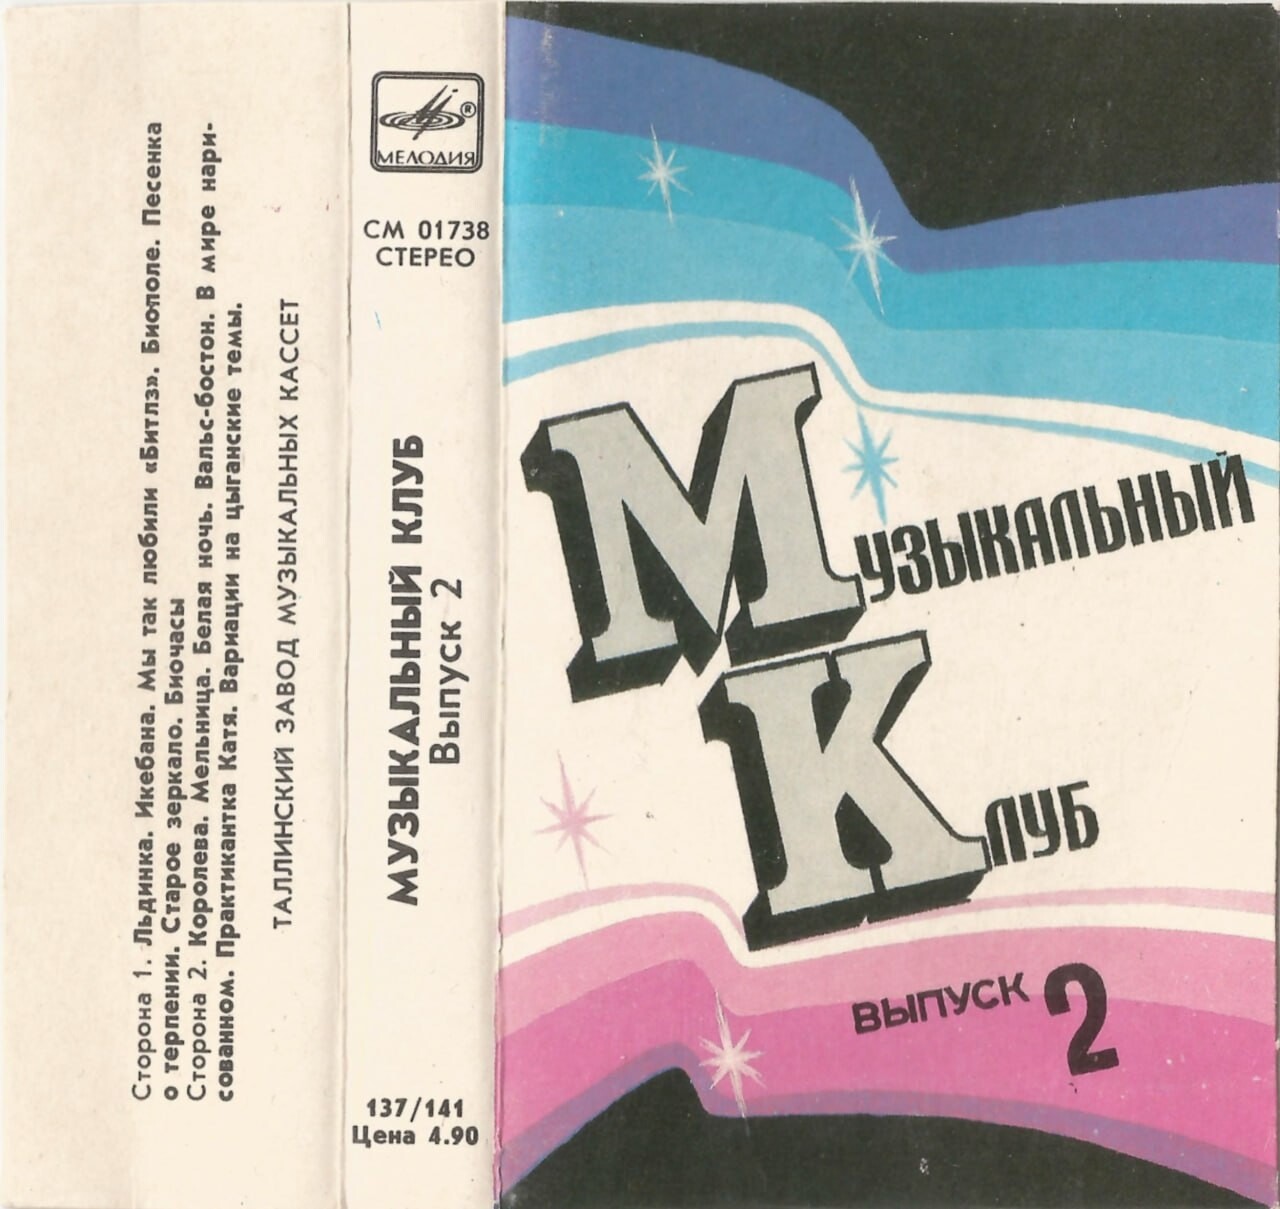 Сторона 1. Льдинка. Икебана. Мы так любили «Битлз». Биополе. Песенка
о терпении. Старое зеркало. Биочасы
Сторона 2. Королева. Мельница. Белая ночь. Вальс-бостон. В мире нари-
сованном. Практикантка Катя. Вариации на цыганские темы.
ТАЛЛИНСКИЙ ЗАВОД МУЗЫКАЛЬНЫХ КАССЕТ
®
МЕЛОДИЯ
СМ 01738
СТЕРЕО
МУЗЫКАЛЬНЫЙ КЛУБ
Выпуск 2
137/141
Цена 4.90
МУЗЫКАЛЬНЫЙ
КЛУБ
ВЫПУСК 2